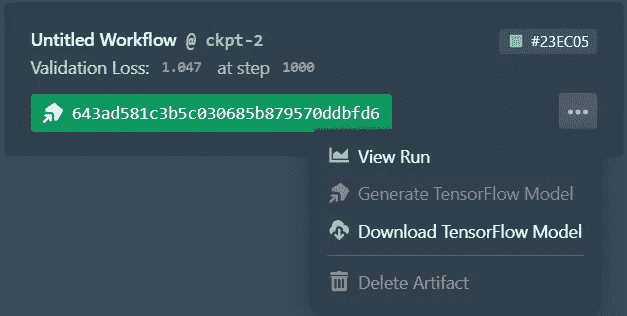 Untitled Workflow @ ckpt-2
#23EC05
Validation Loss: 1.047 at step 1000
643ad581c3b5c030685b879570ddbfd6
View Run
Generate TensorFlow Model
Download TensorFlow Model
Delete Artifact